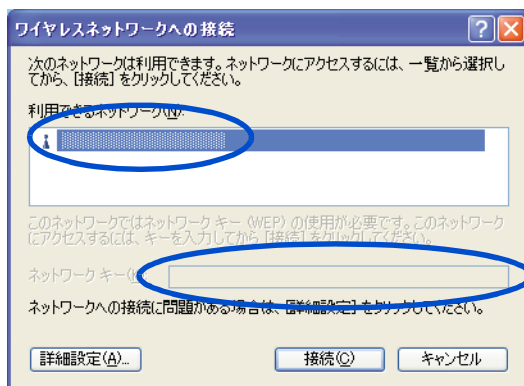 ワイヤレスネットワークへの接続
次のネットワークは利用できます。ネットワークにアクセスするには、一覧から選択し
てから、[接続] をクリックしてください。
利用できるネットワーク(N):
このネットワークではネットワーク キー (WEP) の使用が必要です。このネットワーク
にアクセスするには、キーを入力してから [接続] をクリックしてください。
ネットワーク キー(
ネットワークへの接続に問題がある場合は、[詳細設定] をクリックしてください。
詳細設定(A)...
接続(C)
キャンセル